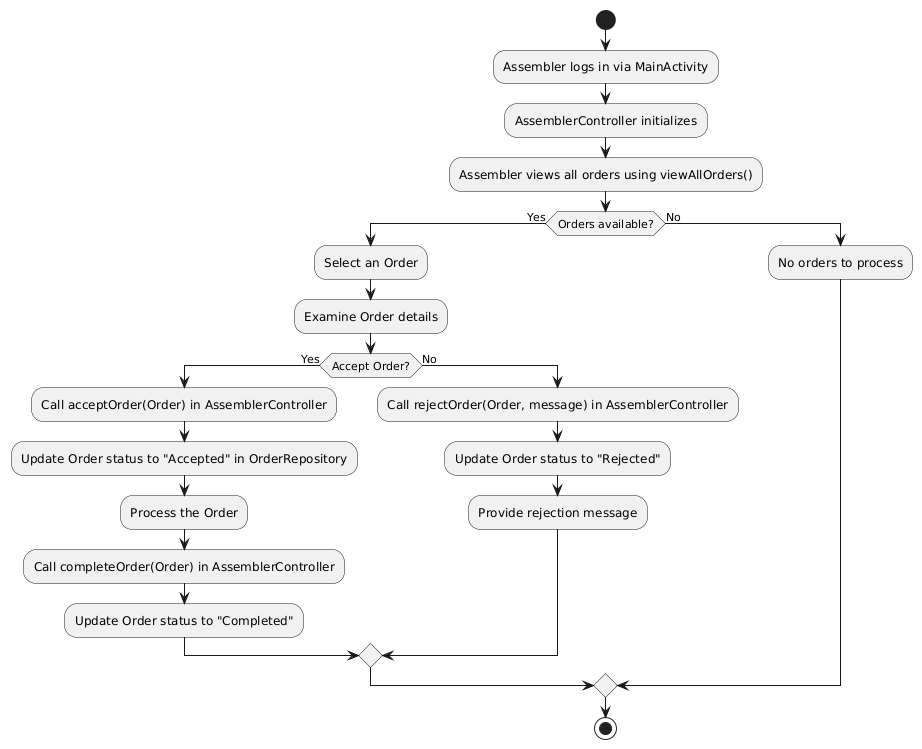 Assembler logs in via MainActivity
AssemblerController initializes
Assembler views all orders using viewAllOrders()
Yes
Orders available?
No
Select an Order
No orders to process
Examine Order details
Yes
Accept Order?
No
Call acceptOrder(Order) in AssemblerController
Call rejectOrder(Order, message) in AssemblerController
Update Order status to "Accepted" in OrderRepository
Update Order status to "Rejected"
Process the Order
Provide rejection message
Call completeOrder(Order) in AssemblerController
Update Order status to "Completed"